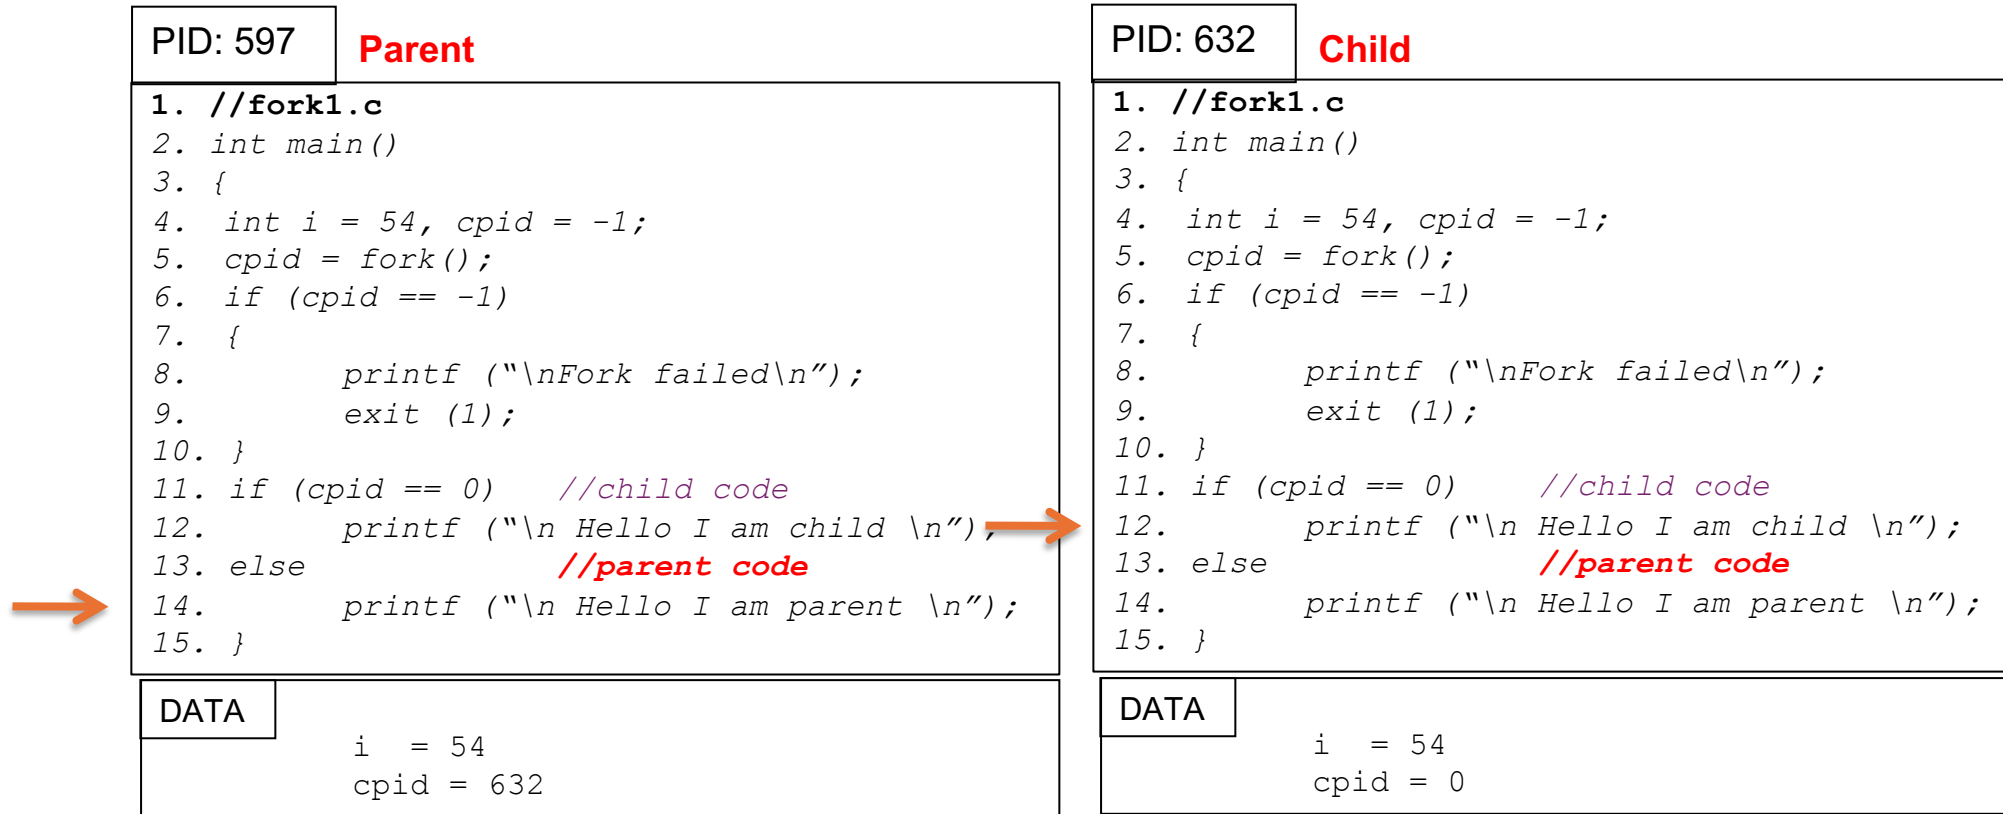 PID: 597
Parent
1. //fork1.c
2. int main()
3. {
4. int i = 54, cpid = -1;
5. cpid = fork();
6. if (cpid == -1)
7. {
8. printf (“\nFork failed\n”);
9. exit (1);
10. }
11. if (cpid == 0) //child code
12. printf (“\n Hello I am child \n”);
13. else //parent code
14. printf (“\n Hello I am parent \n”);
15. }
DATA
i = 54
cpid = 632
PID: 632
Child
1. //fork1.c
2. int main()
3. {
4. int i = 54, cpid = -1;
5. cpid = fork();
6. if (cpid == -1)
7. {
8. printf (“\nFork failed\n”);
9. exit (1);
10. }
11. if (cpid == 0) //child code
12. printf (“\n Hello I am child \n”);
13. else //parent code
14. printf (“\n Hello I am parent \n”);
15. }
DATA
i = 54
cpid = 0